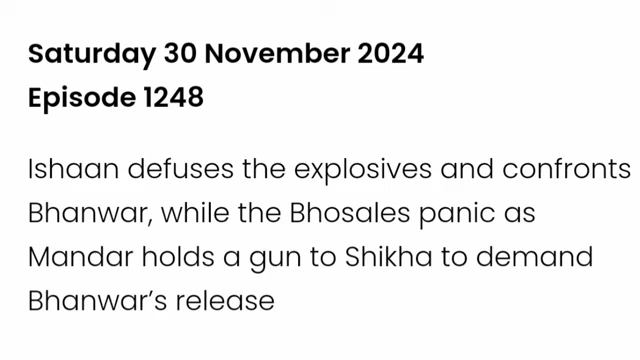 Saturday 30 November 2024
Episode 1248
Ishaan defuses the explosives and confronts
Bhanwar, while the Bhosales panic as
Mandar holds a gun to Shikha to demand
Bhanwar’s release